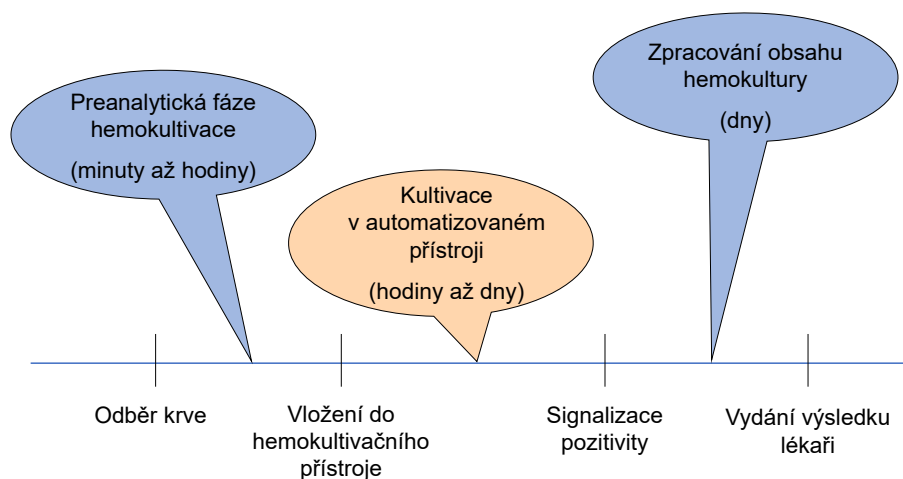 Preanalytická fáze
hemokultivace
(minuty až hodiny)
Kultivace
v automatizovaném
přístroji
(hodiny až dny)
Zpracování obsahu
hemokultury
(dny)
Odběr krve
Vložení do
hemokultivačního
přístroje
Signalizace
pozitivity
Vydání výsledku
lékaři